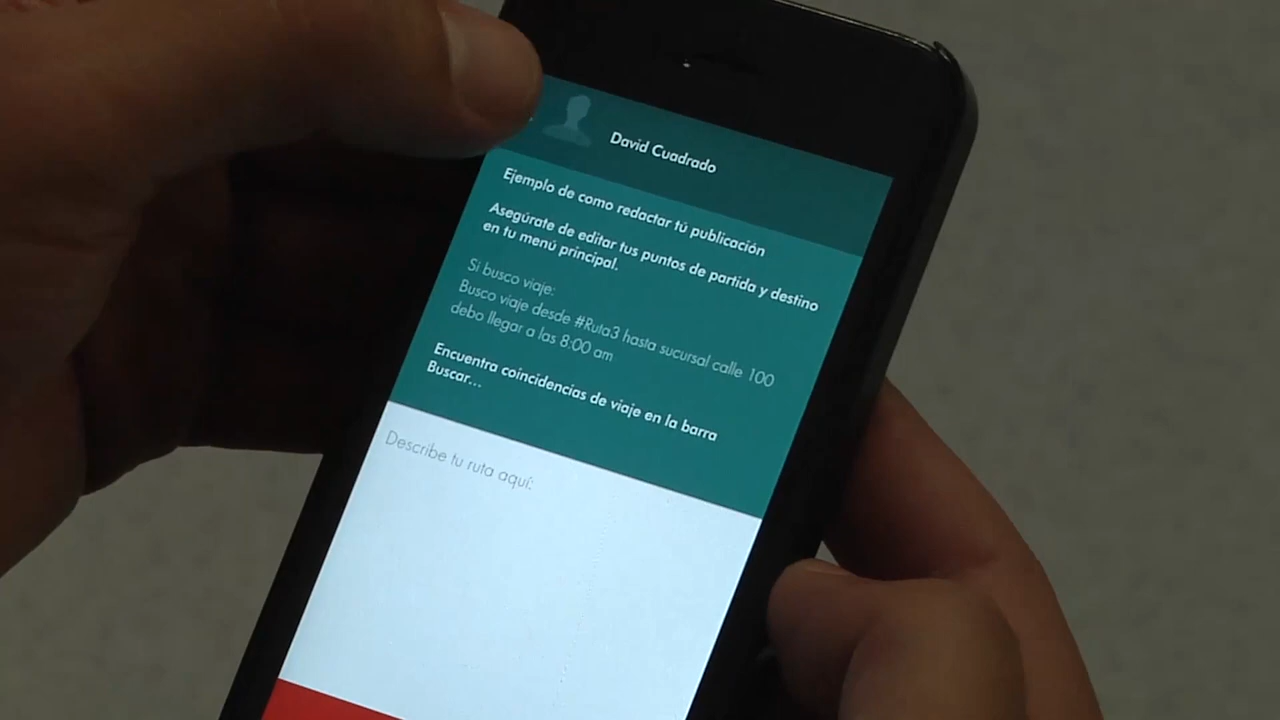 David Cuadrado
Ejemplo de como redactar tú publicación
Asegúrate de editar tus puntos de partida y destino
en tu menú principal.
Si busco viaje:
Busco viaje desde #Ruta3 hasta sucursal calle 100
debo llegar a las 8:00 am
Encuentra coincidencias de viaje en la barra
Buscar...
Describe tu ruta aquí: